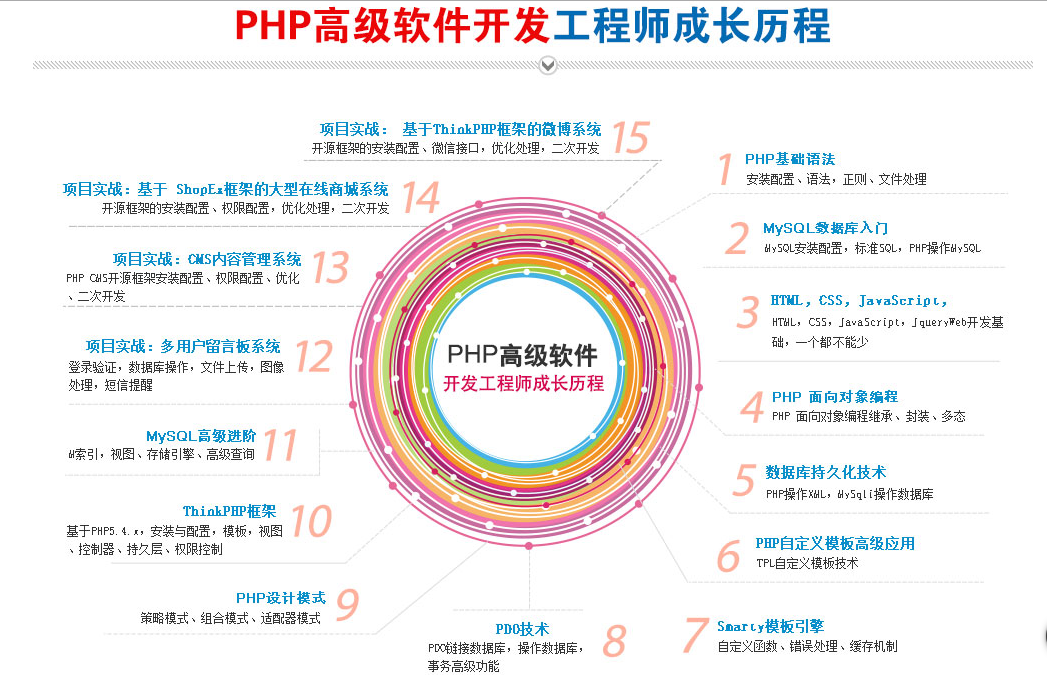 PHP高级软件开发工程师成长历程
PHP高级软件
开发工程师成长历程
1
PHP基础语法
安装配置、语法，正则、文件处理
2
MySQL数据库入门
MySQL安装配置，标准SQL，PHP操作MySQL
3
HTML，CSS，JavaScript，
HTML，CSS，JavaScript，JqueryWeb开发基
础，一个都不能少
4
PHP 面向对象编程
PHP 面向对象编程继承、封装、多态
5
数据库持久化技术
PHP操作XML，MySqli操作数据库
6
PHP自定义模板高级应用
TPL自定义模板技术
7
Smarty模板引擎
自定义函数、错误处理、缓存机制
8
PDO技术
PDO链接数据库，操作数据库，
事务高级功能
9
PHP设计模式
策略模式、组合模式、适配器模式
10
ThinkPHP框架
基于PHP5.4.x，安装与配置，模板，视图
、控制器、持久层、权限控制
11
MySQL高级进阶
M索引，视图、存储引擎、高级查询
12
项目实战：多用户留言板系统
登录验证，数据库操作，文件上传，图像
处理，短信提醒
13
项目实战：CMS内容管理系统
PHP CMS开源框架安装配置、权限配置、优化
、二次开发
14
项目实战：基于 ShopEx框架的大型在线商城系统
开源框架的安装配置、权限配置，优化处理，二次开发
15
项目实战： 基于ThinkPHP框架的微博系统
开源框架的安装配置、微信接口，优化处理，二次开发